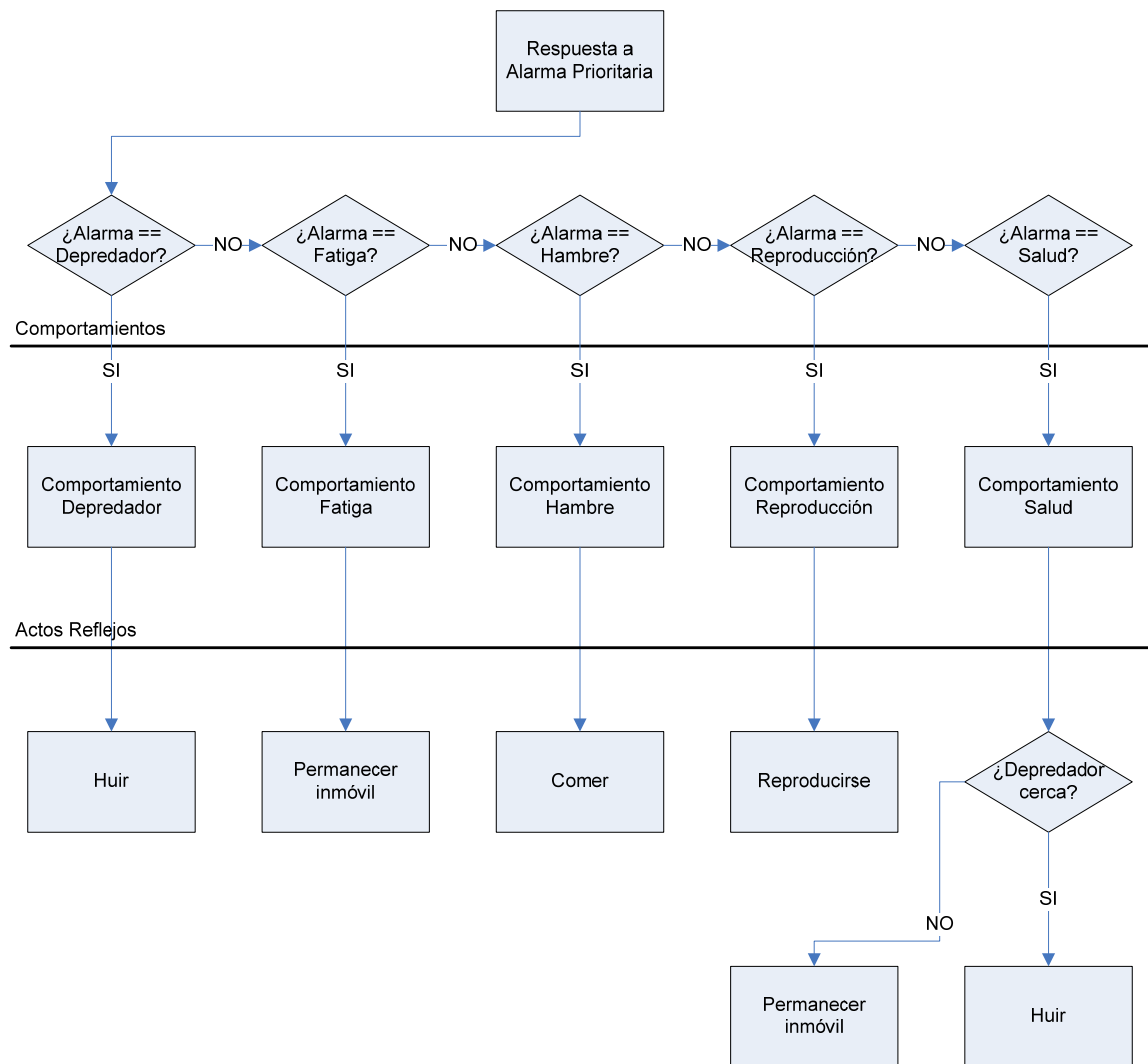 Respuesta a
Alarma Prioritaria
¿Alarma ==
Depredador?
NO
¿Alarma ==
Fatiga?
NO
¿Alarma ==
Hambre?
NO
¿Alarma ==
Reproducción?
NO
¿Alarma ==
Salud?
Comportamientos
SI
SI
SI
SI
SI
Comportamiento
Depredador
Comportamiento
Fatiga
Comportamiento
Hambre
Comportamiento
Reproducción
Comportamiento
Salud
Actos Reflejos
Huir
Permanecer
inmóvil
Comer
Reproducirse
¿Depredador
cerca?
SI
NO
Permanecer
inmóvil
Huir